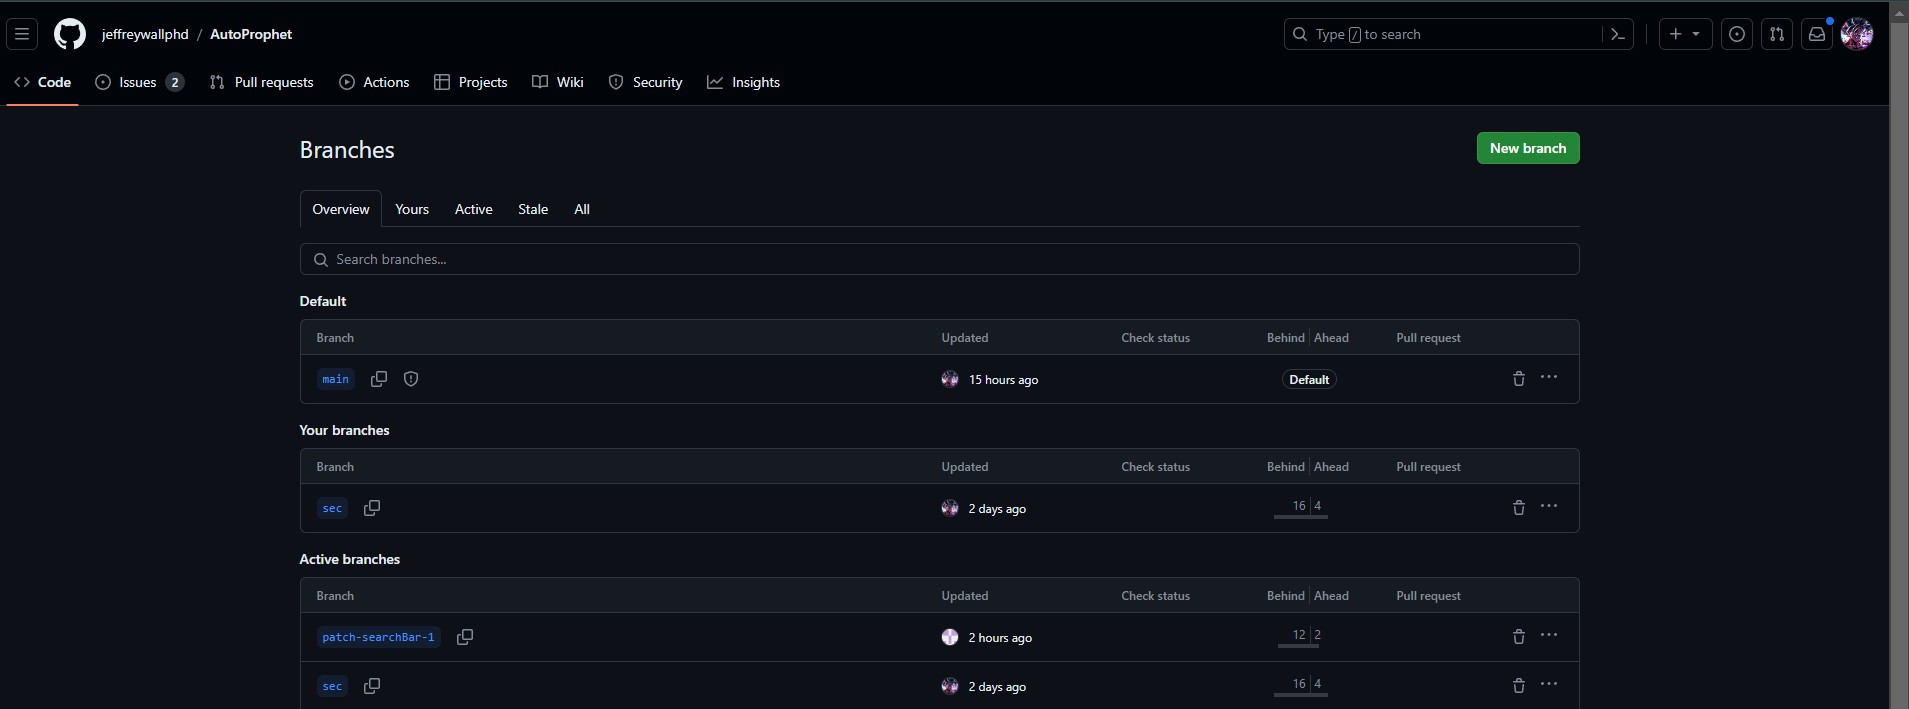 jeffreywallphd / AutoProphet
Type / to search
Code Issues 2 Pull requests Actions Projects Wiki Security Insights
Branches
New branch
Overview Yours Active Stale All
Search branches...
Default
Branch Updated Check status Behind Ahead Pull request
main 15 hours ago Default
Your branches
Branch Updated Check status Behind Ahead Pull request
sec 2 days ago 16 4
Active branches
Branch Updated Check status Behind Ahead Pull request
patch-searchBar-1 2 hours ago 12 2
sec 2 days ago 16 4